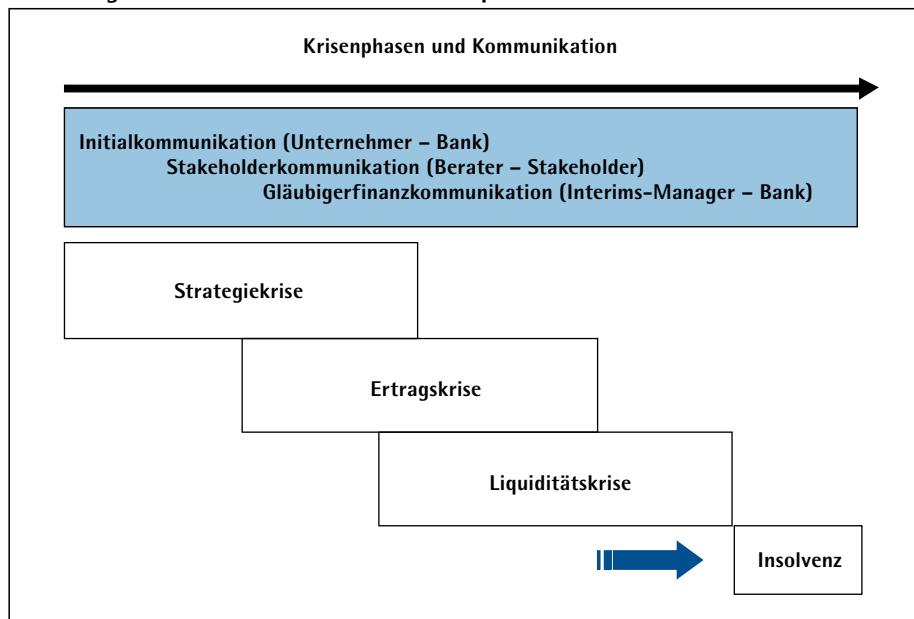 Krisenphasen und Kommunikation
Initialkommunikation (Unternehmer – Bank)
Stakeholderkommunikation (Berater – Stakeholder)
Gläubigerfinanzkommunikation (Interims-Manager – Bank)
Strategiekrise
Ertragskrise
Liquiditätskrise
Insolvenz